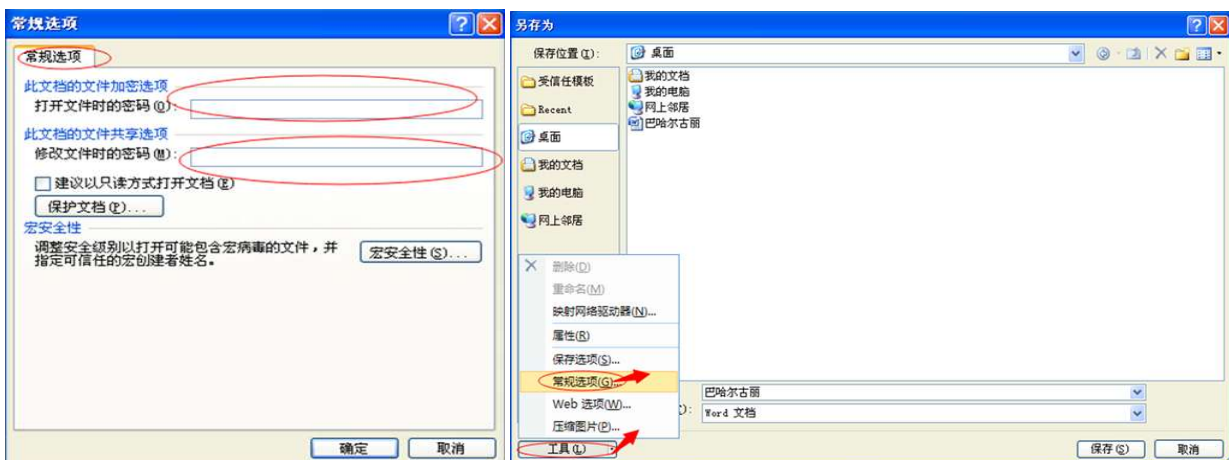 常规选项
常规选项
此文档的文件加密选项
打开文件时的密码(O):
此文档的文件共享选项
修改文件时的密码(M):
建议以只读方式打开文档(E)
保护文档(P)...
宏安全性
调整安全级别以打开可能包含宏病毒的文件，并
指定可信任的宏创建者姓名。
宏安全性(S)...
确定
取消
另存为
保存位置(I):
桌面
受信任模板
Recent
桌面
我的文档
我的电脑
网上邻居
我的文档
我的电脑
网上邻居
巴哈尔古丽
删除(D)
重命名(M)
映射网络驱动器(N)...
属性(R)
保存选项(S)...
常规选项(G)...
Web 选项(W)...
压缩图片(P)...
巴哈尔古丽
Word 文档
工具(L)
保存(S)
取消